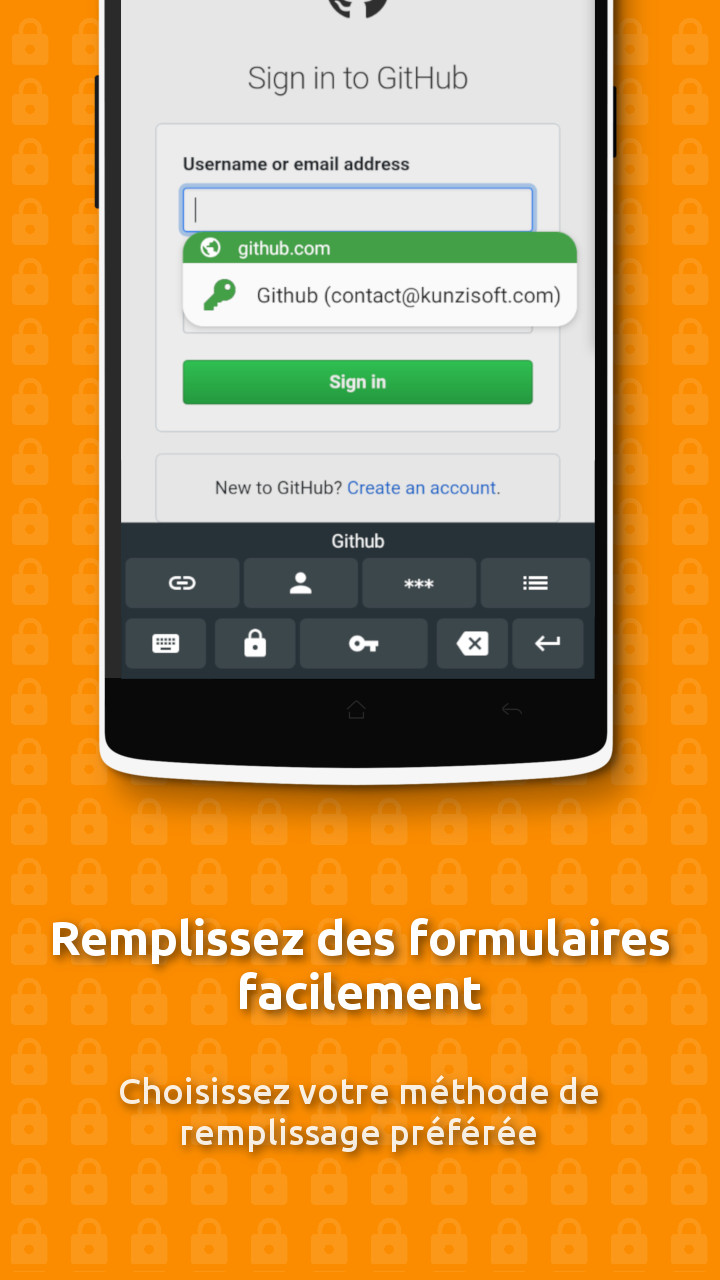 Sign in to GitHub
Username or email address
github.com
Github (contact@kunzisoft.com)
Sign in
New to GitHub? Create an account.
Github
***
Remplissez des formulaires
facilement
Choisissez votre méthode de
remplissage préférée